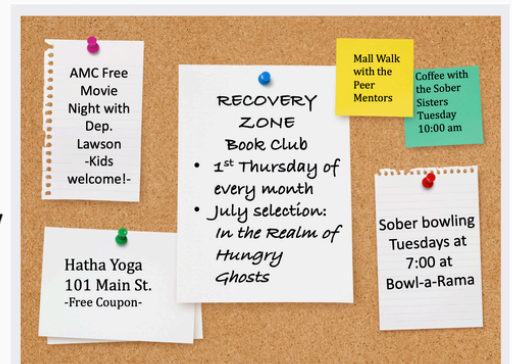 AMC Free
Movie
Night with
Dep.
Lawson
-Kids
welcome!-
RECOVERY
ZONE
Book Club
• 1st Thursday of
every month
• July selection:
In the Realm of
Hungry
Ghosts
Mall Walk
with the
Peer
Mentors
Coffee with
the Sober
Sisters
Tuesday
10:00 am
Hatha Yoga
101 Main St.
-Free Coupon-
Sober bowling
Tuesdays at
7:00 at
Bowl-a-Rama